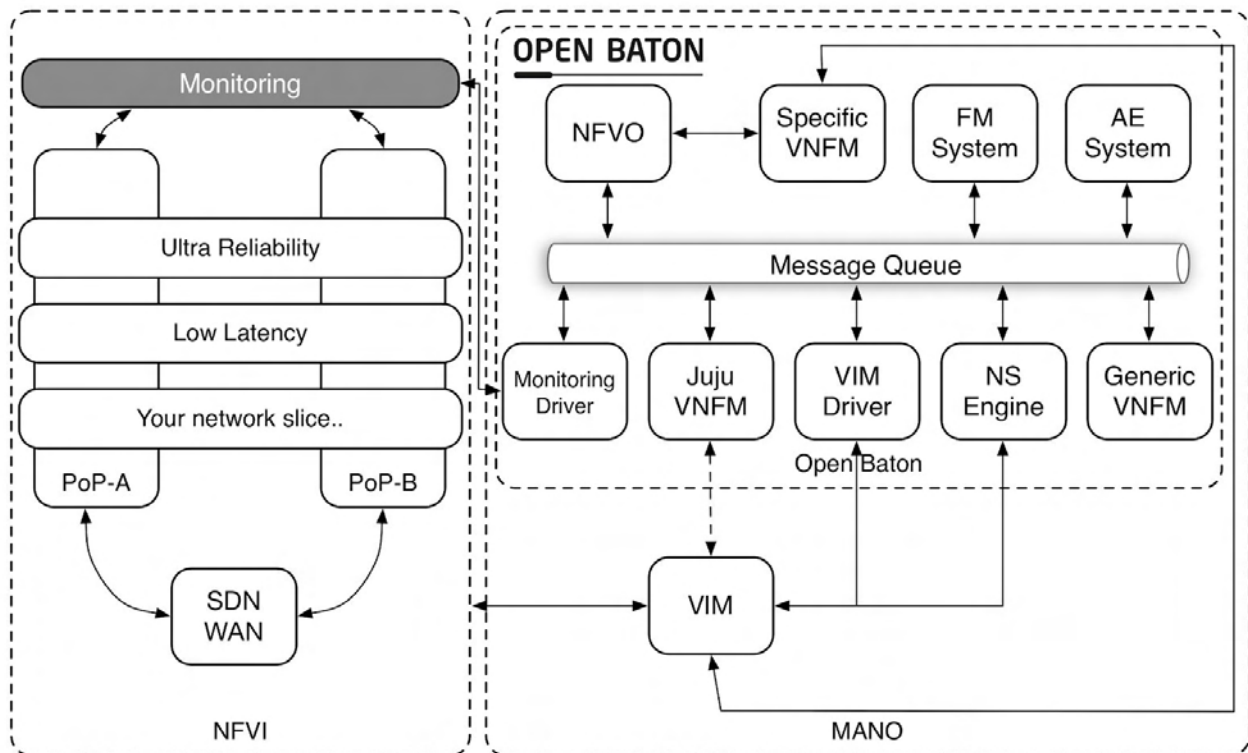 Monitoring
Ultra Reliability
Low Latency
Your network slice..
PoP-A
PoP-B
SDN
WAN
NFVI
OPEN BATON
NFVO
Specific
VNFM
FM
System
AE
System
Message Queue
Monitoring
Driver
Juju
VNFM
VIM
Driver
NS
Engine
Generic
VNFM
Open Baton
VIM
MANO